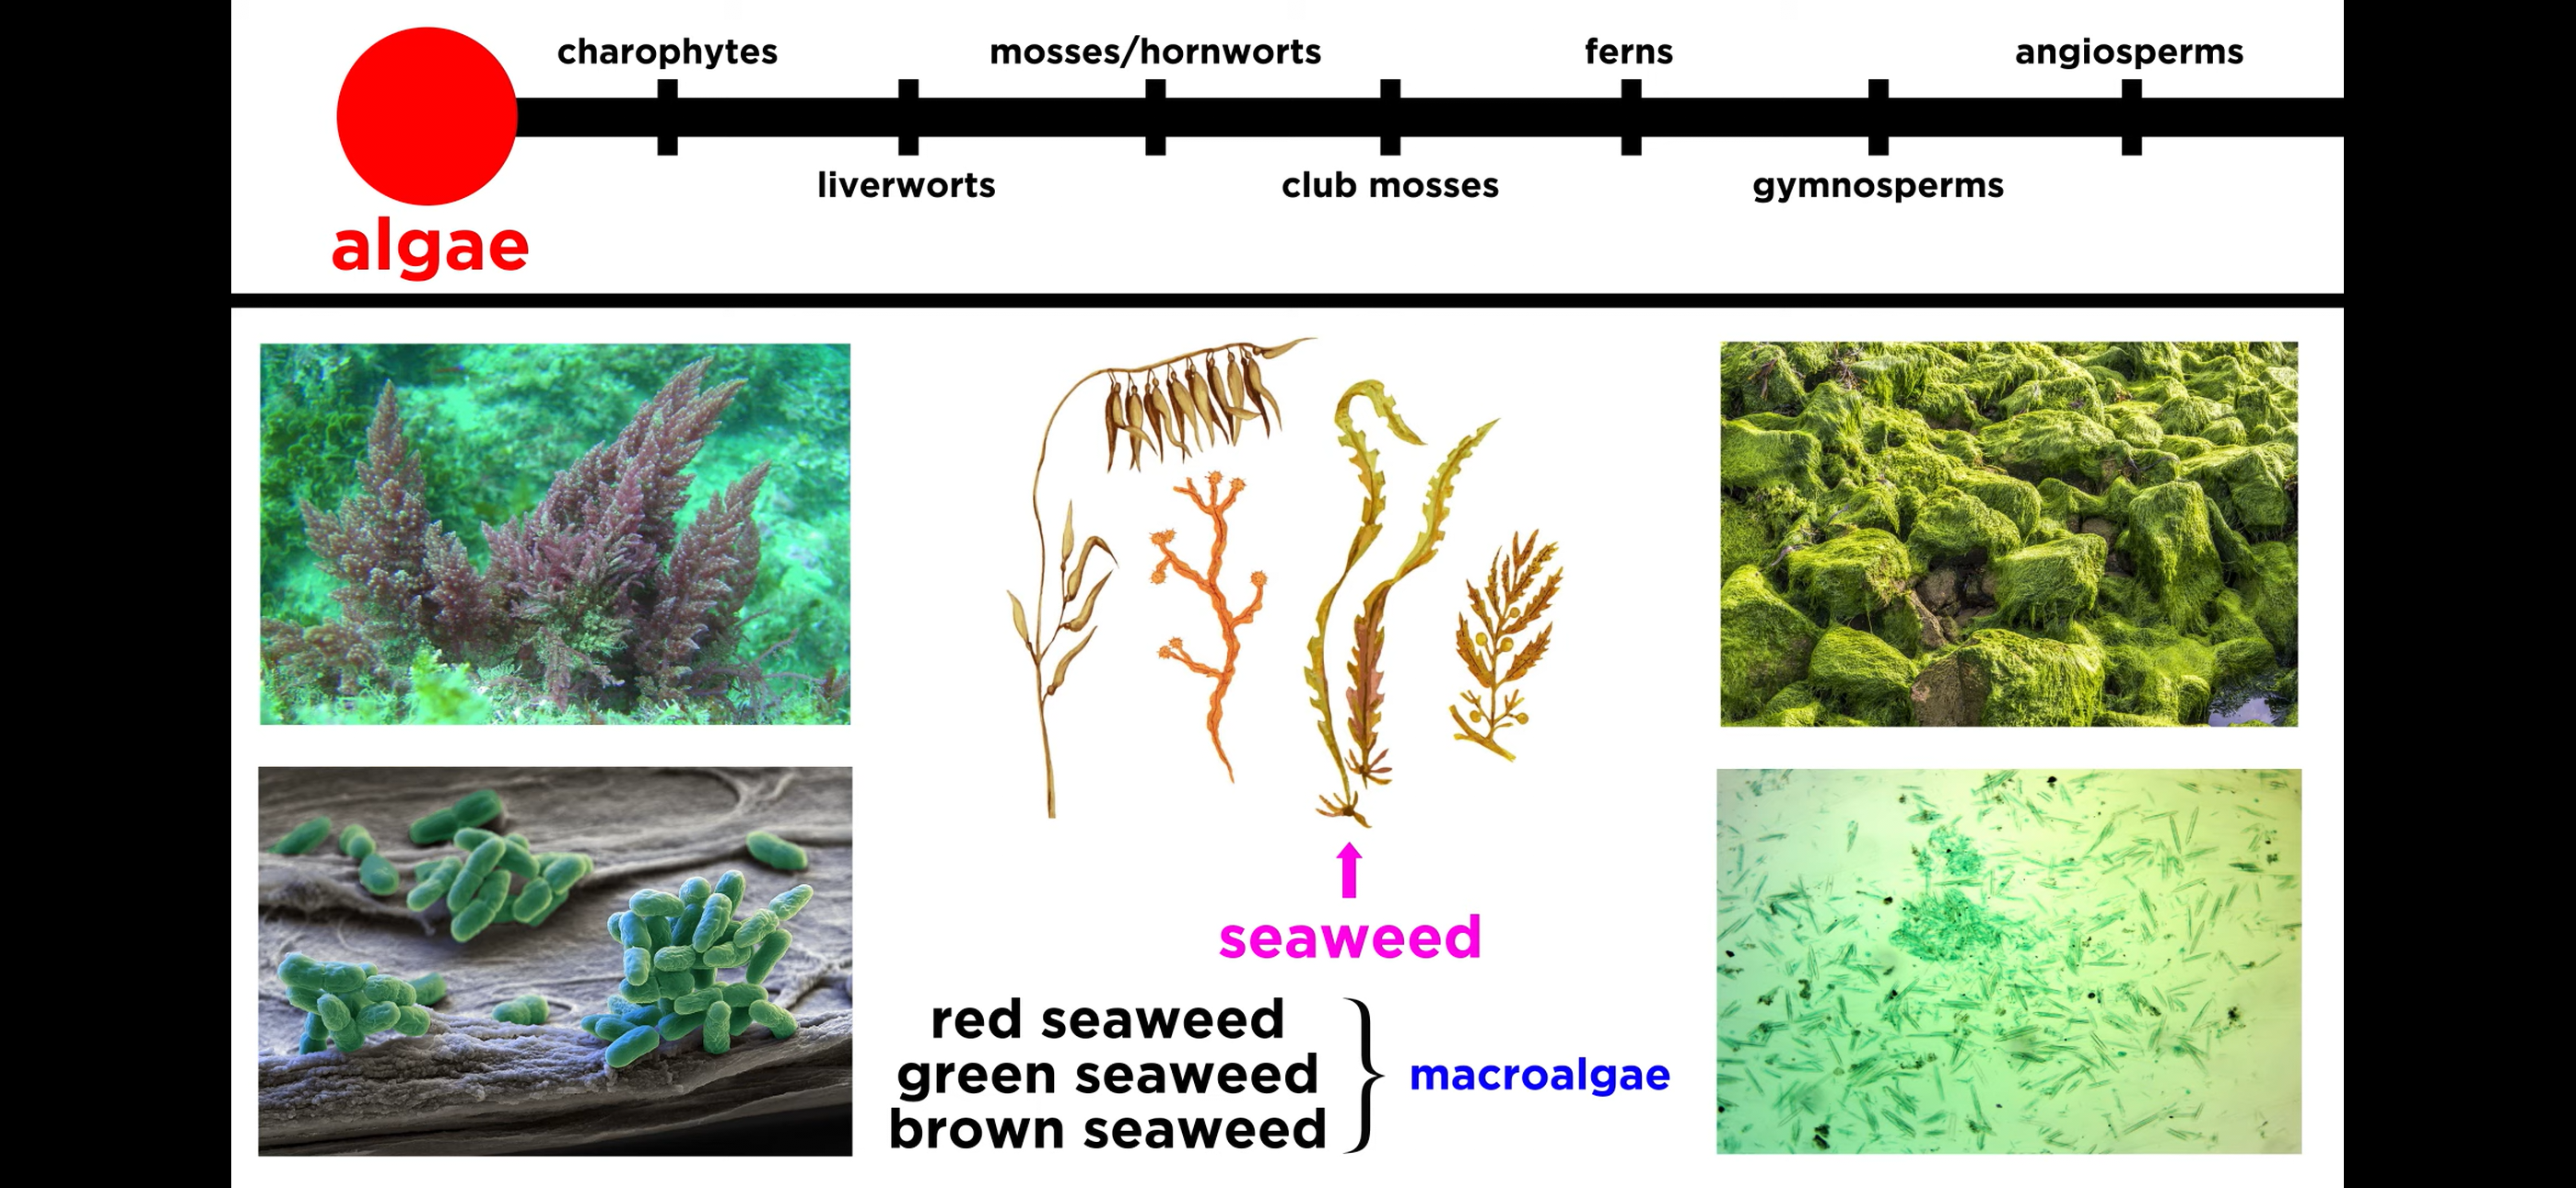 charophytes
mosses/hornworts
ferns
angiosperms
liverworts
club mosses
gymnosperms
algae
seaweed
red seaweed
green seaweed
brown seaweed
macroalgae